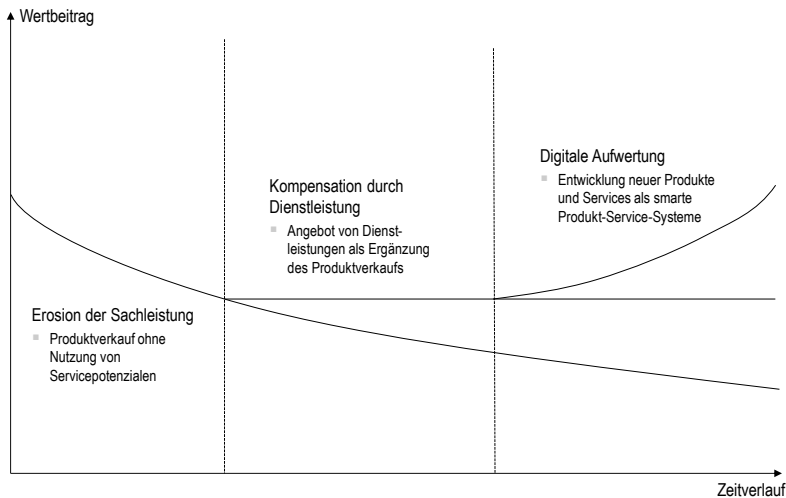 Wertbeitrag
Erosion der Sachleistung
Produktverkauf ohne
Nutzung von
Servicepotenzialen
Kompensation durch
Dienstleistung
Angebot von Dienst-
leistungen als Ergänzung
des Produktverkaufs
Digitale Aufwertung
Entwicklung neuer Produkte
und Services als smarte
Produkt-Service-Systeme
Zeitverlauf